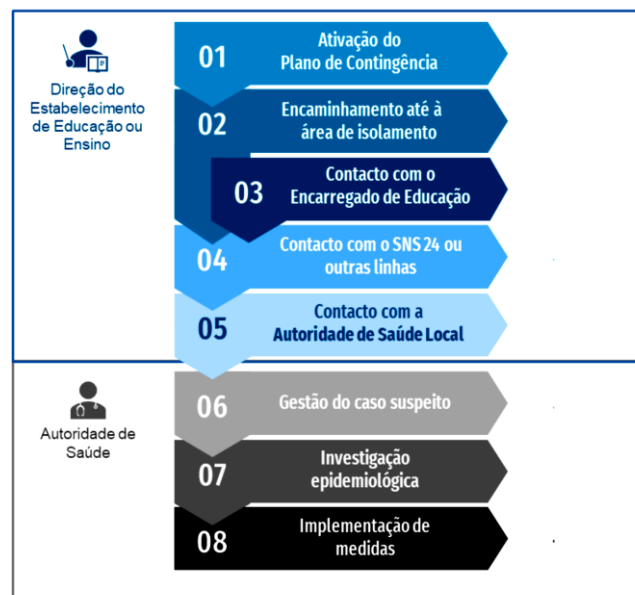 Direção do
Estabelecimento
de Educação ou
Ensino
01
Ativação do
Plano de Contingência
02
Encaminhamento até à
área de isolamento
03
Contacto com o
Encarregado de Educação
04
Contacto com o SNS 24 ou
outras linhas
05
Contacto com a
Autoridade de Saúde Local
Autoridade de
Saúde
06
Gestão do caso suspeito
07
Investigação
epidemiológica
08
Implementação de
medidas